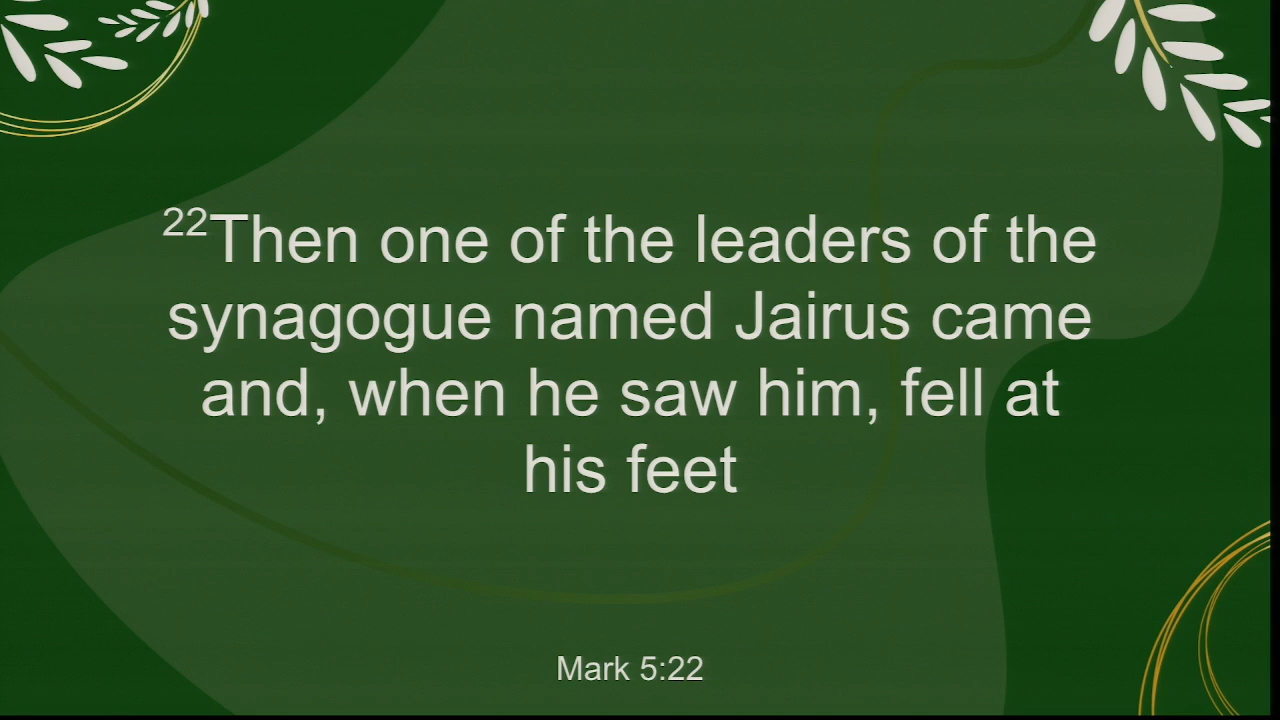 22Then one of the leaders of the
synagogue named Jairus came
and, when he saw him, fell at
his feet
Mark 5:22